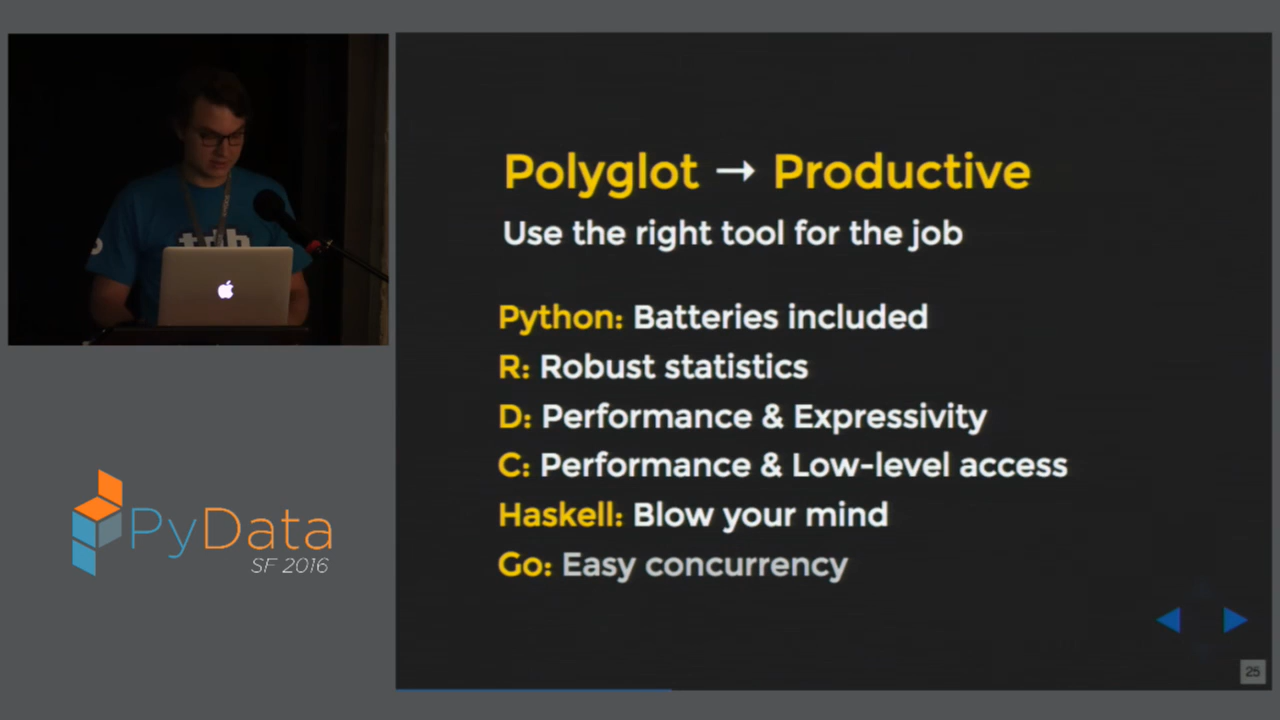 Polyglot → Productive
Use the right tool for the job
Python: Batteries included
R: Robust statistics
D: Performance & Expressivity
C: Performance & Low-level access
Haskell: Blow your mind
Go: Easy concurrency
25
PyData
SF 2016